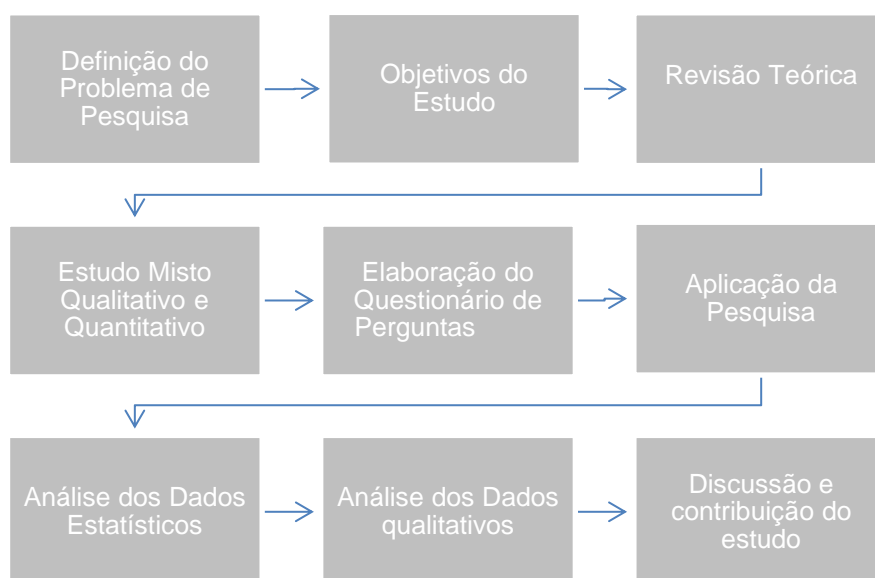 Definição do
Problema de
Pesquisa
Objetivos do
Estudo
Revisão Teórica
Estudo Misto
Qualitativo e
Quantitativo
Elaboração do
Questionário de
Perguntas
Aplicação da
Pesquisa
Análise dos Dados
Estatísticos
Análise dos Dados
qualitativos
Discussão e
contribuição do
estudo